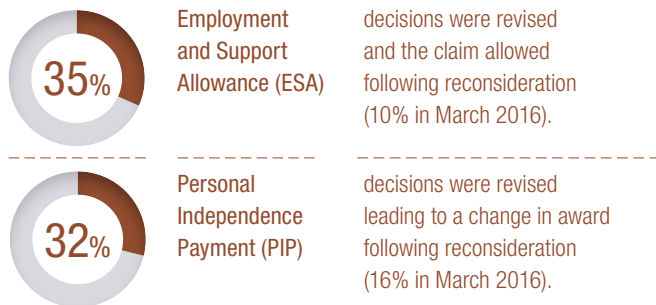 35%
Employment
and Support
Allowance (ESA)
decisions were revised
and the claim allowed
following reconsideration
(10% in March 2016).
32%
Personal
Independence
Payment (PIP)
decisions were revised
leading to a change in award
following reconsideration
(16% in March 2016).